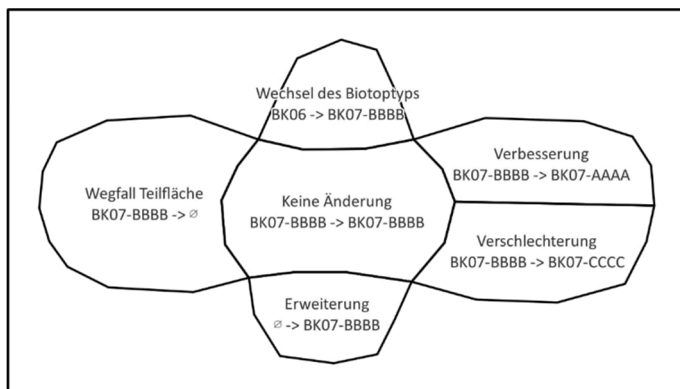 Wechsel des Biotoptyps
BK06 -> BK07-BBBB
Verbesserung
BK07-BBBB -> BK07-AAAA
Wegfall Teilfläche
BK07-BBBB -> ∅
Keine Änderung
BK07-BBBB -> BK07-BBBB
Verschlechterung
BK07-BBBB -> BK07-CCCC
Erweiterung
∅ -> BK07-BBBB